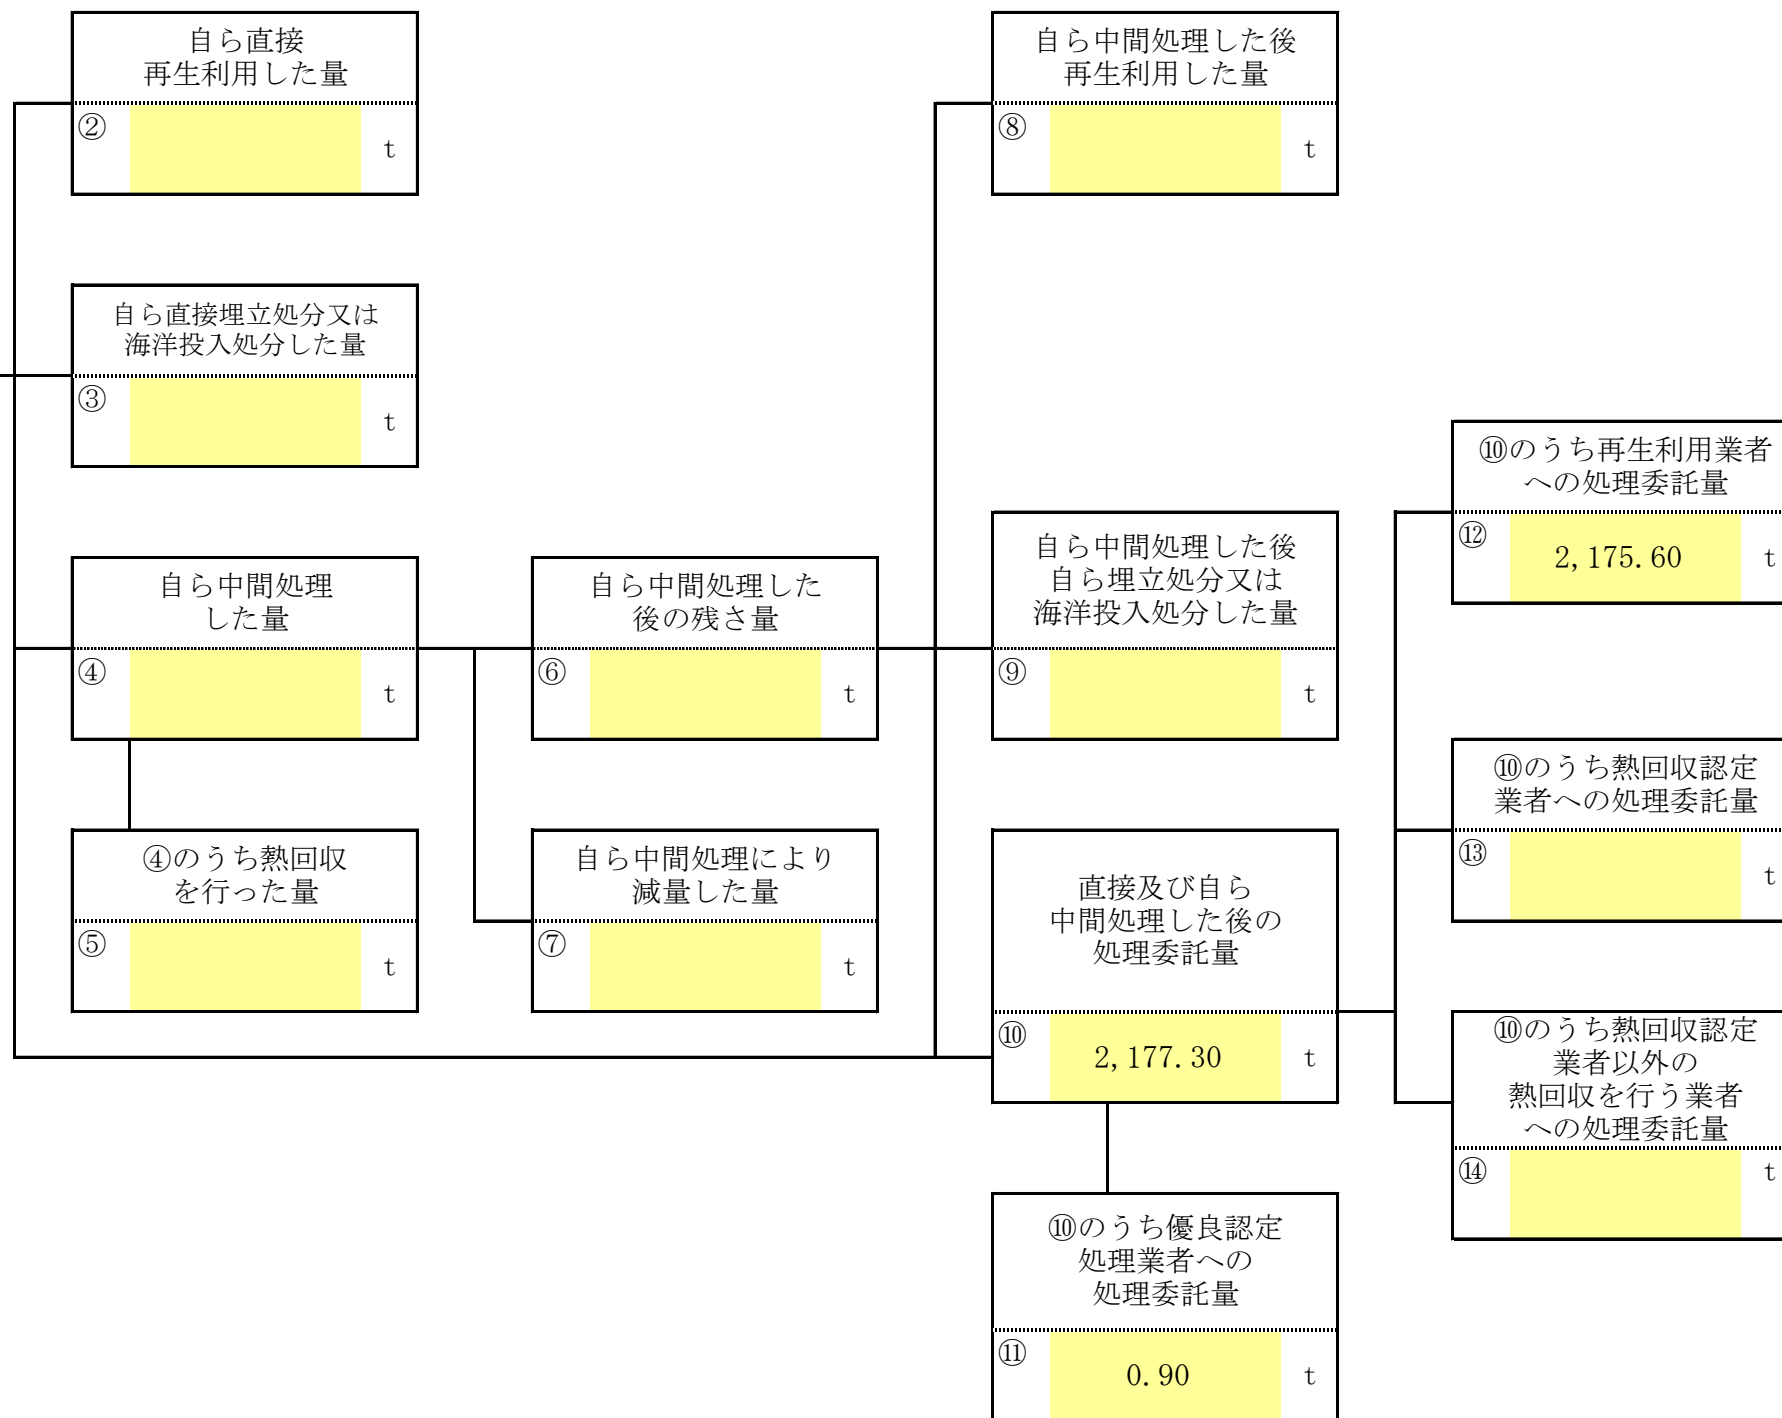 自ら直接
再生利用した量
②
t
自ら直接埋立処分又は
海洋投入処分した量
③
t
自ら中間処理
した量
④
t
④のうち熱回収
を行った量
⑤
t
自ら中間処理した
後の残さ量
⑥
t
自ら中間処理により
減量した量
⑦
t
自ら中間処理した後
再生利用した量
⑧
t
自ら中間処理した後
自ら埋立処分又は
海洋投入処分した量
⑨
t
直接及び自ら
中間処理した後の
処理委託量
⑩ 2,177.30 t
⑩のうち優良認定
処理業者への
処理委託量
⑪ 0.90 t
⑩のうち再生利用業者
への処理委託量
⑫ 2,175.60 t
⑩のうち熱回収認定
業者への処理委託量
⑬
t
⑩のうち熱回収認定
業者以外の
熱回収を行う業者
への処理委託量
⑭
t